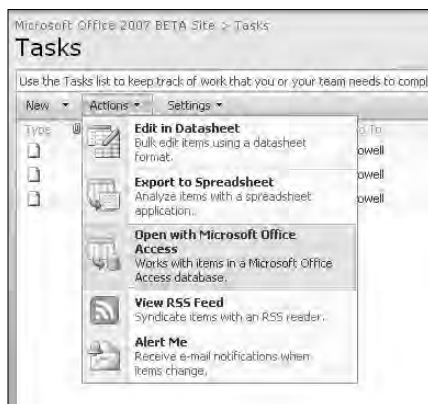 Microsoft Office 2007 BETA Site > Tasks
Tasks
Use the Tasks list to keep track of work that you or your team needs to compl
New Actions Settings
Type
d To
Edit in Datasheet
Bulk edit items using a datasheet
format.
owell
owell
Export to Spreadsheet
Analyze items with a spreadsheet
application.
owell
Open with Microsoft Office
Access
Works with items in a Microsoft Office
Access database.
View RSS Feed
Syndicate items with an RSS reader.
Alert Me
Receive e-mail notifications when
items change.